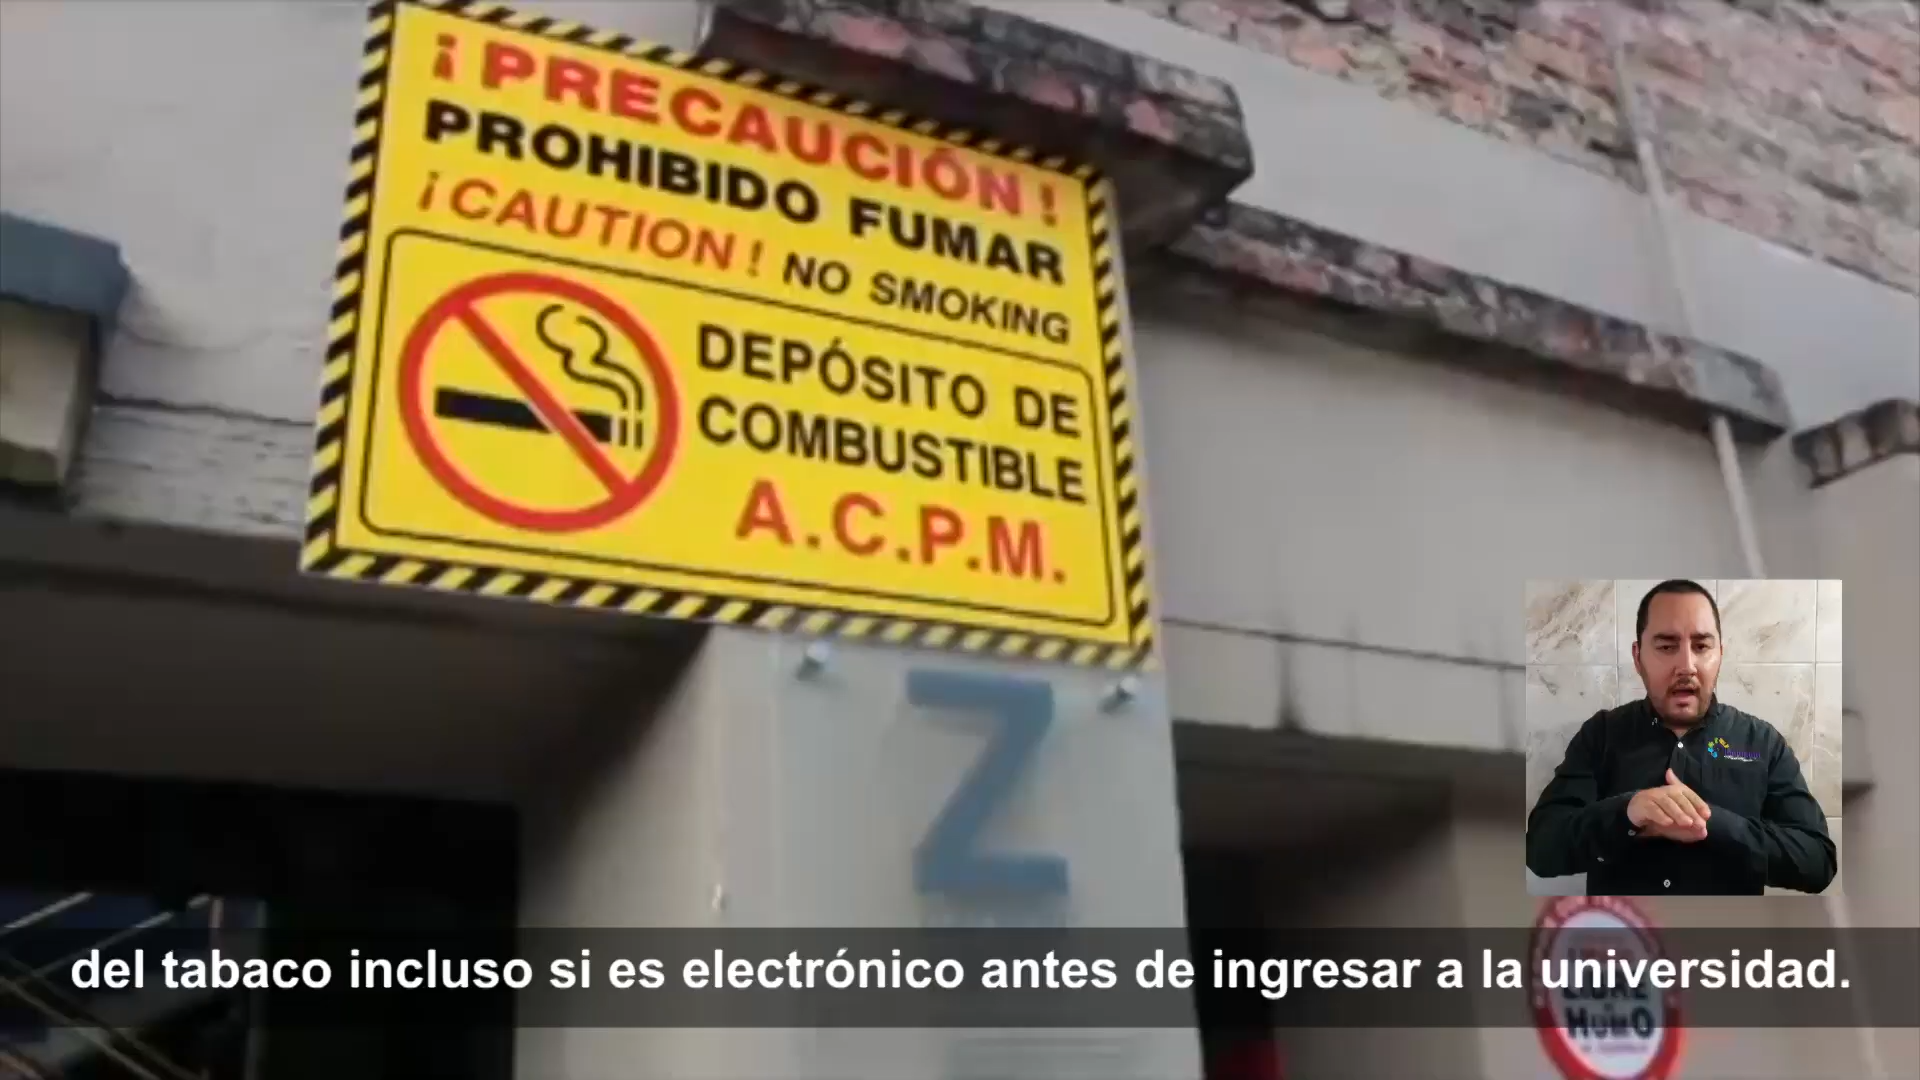 ¡PRECAUCIÓN!
PROHIBIDO FUMAR
¡CAUTION! NO SMOKING
DEPÓSITO DE
COMBUSTIBLE
A.C.P.M.
Z
del tabaco incluso si es electrónico antes de ingresar a la universidad.
LIBRE
HUMO